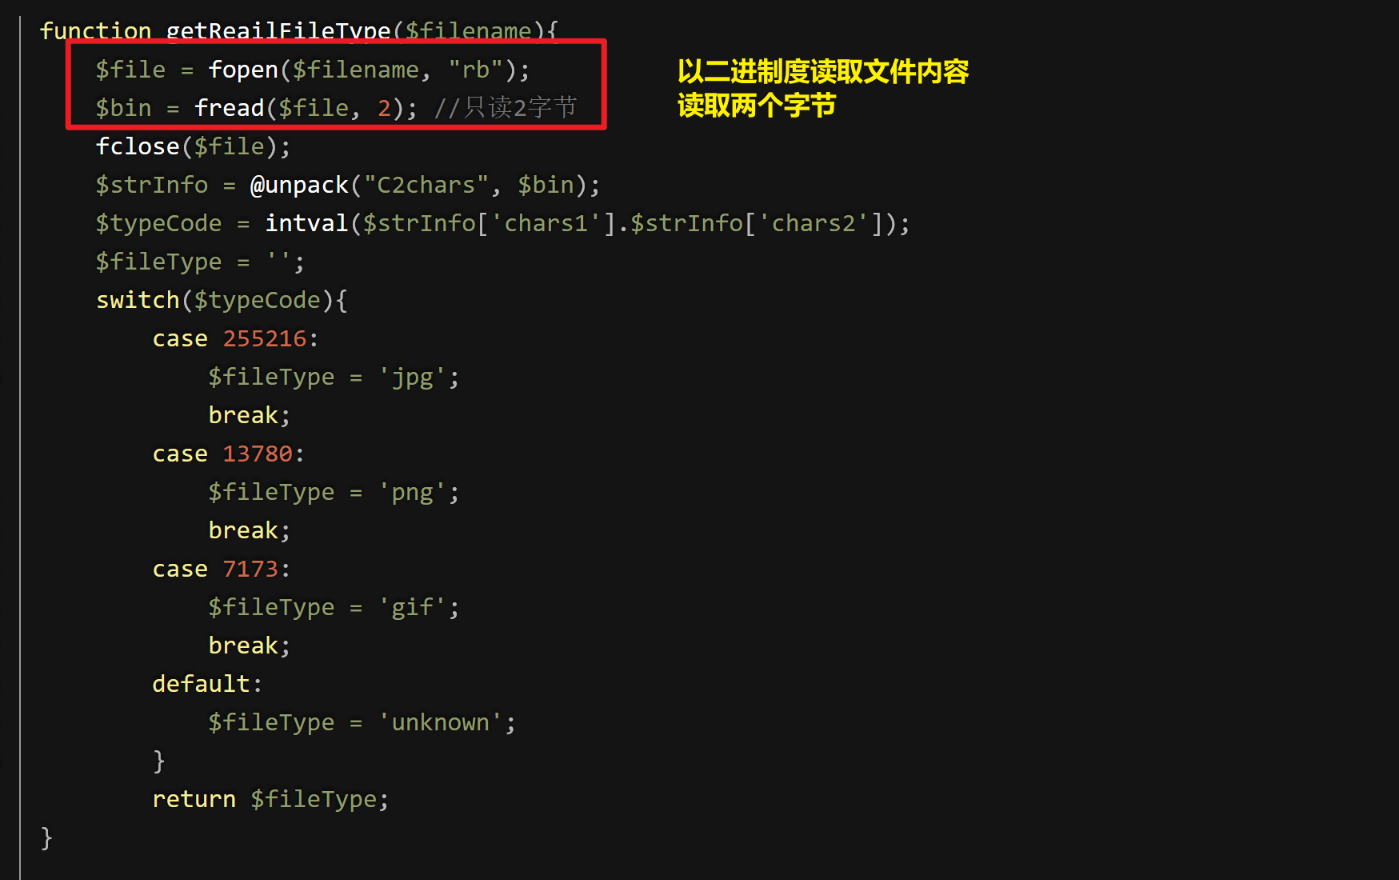 function getReailFileType($filename){
    $file = fopen($filename, "rb");
    $bin = fread($file, 2); //只读2字节
    fclose($file);
    $strInfo = @unpack("C2chars", $bin);
    $typeCode = intval($strInfo['chars1'].$strInfo['chars2']);
    $fileType = '';
    switch($typeCode){
        case 255216:
            $fileType = 'jpg';
            break;
        case 13780:
            $fileType = 'png';
            break;
        case 7173:
            $fileType = 'gif';
            break;
        default:
            $fileType = 'unknown';
        }
        return $fileType;
}
以二进制度读取文件内容
读取两个字节